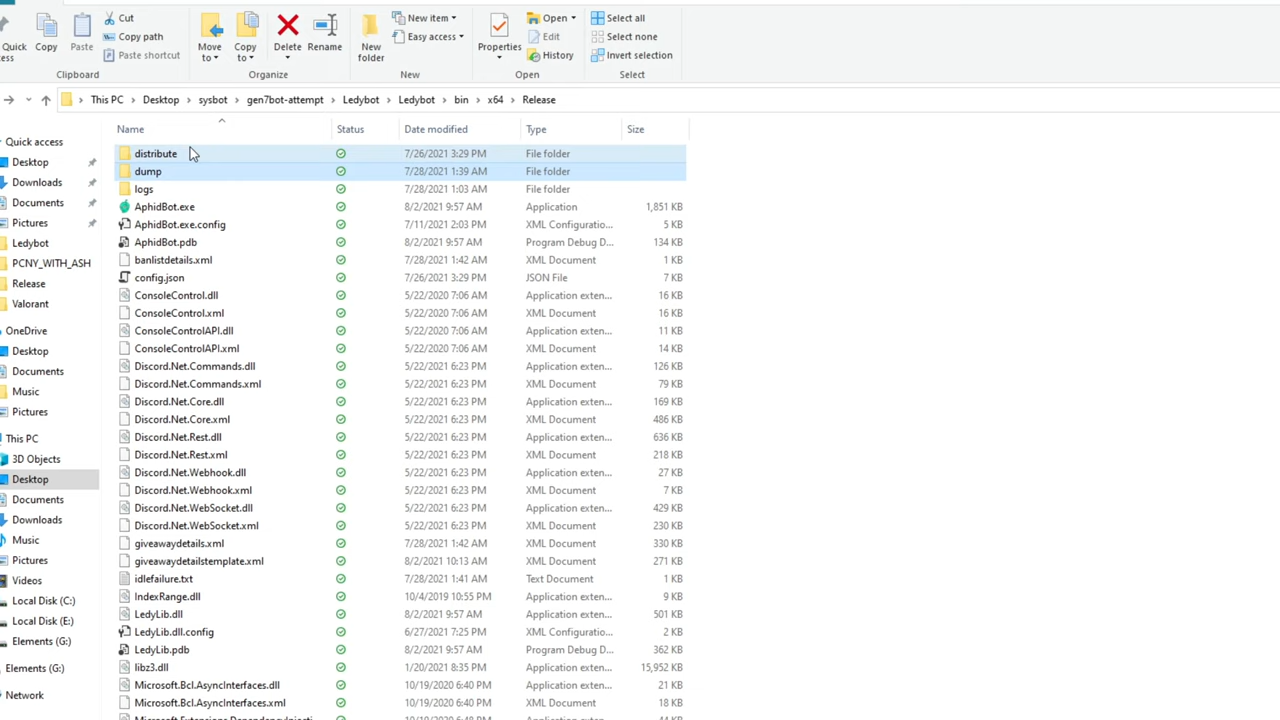 Cut
Copy path
Paste shortcut
Quick
Copy
Paste
Clipboard
Move
to
Copy
to
Delete
Rename
Organize
New
folder
New item
Easy access
New
Properties
Open
Edit
History
Open
Select all
Select none
Invert selection
Select
This PC > Desktop > sysbot > gen7bot-attempt > Ledybot > Ledybot > bin > x64 > Release
Name Status Date modified Type Size
Quick access
Desktop
Downloads
Documents
Pictures
Ledybot
PCNY_WITH_ASH
Release
Valorant
OneDrive
Desktop
Documents
Music
Pictures
This PC
3D Objects
Desktop
Documents
Downloads
Music
Pictures
Videos
Local Disk (C:)
Local Disk (E:)
Elements (G:)
Elements (G:)
Network
distribute 7/26/2021 3:29 PM File folder
dump 7/28/2021 1:39 AM File folder
logs 7/28/2021 1:03 AM File folder
AphidBot.exe 8/2/2021 9:57 AM Application 1,851 KB
AphidBot.exe.config 7/11/2021 2:03 PM XML Configuratio... 5 KB
AphidBot.pdb 8/2/2021 9:57 AM Program Debug D... 134 KB
banlistdetails.xml 7/28/2021 1:42 AM XML Document 1 KB
config.json 7/26/2021 3:29 PM JSON File 7 KB
ConsoleControl.dll 5/22/2020 7:06 AM Application exten... 16 KB
ConsoleControl.xml 5/22/2020 7:06 AM XML Document 16 KB
ConsoleControlAPI.dll 5/22/2020 7:06 AM Application exten... 11 KB
ConsoleControlAPI.xml 5/22/2020 7:06 AM XML Document 14 KB
Discord.Net.Commands.dll 5/22/2021 6:23 PM Application exten... 126 KB
Discord.Net.Commands.xml 5/22/2021 6:23 PM XML Document 79 KB
Discord.Net.Core.dll 5/22/2021 6:23 PM Application exten... 169 KB
Discord.Net.Core.xml 5/22/2021 6:23 PM XML Document 486 KB
Discord.Net.Rest.dll 5/22/2021 6:23 PM Application exten... 636 KB
Discord.Net.Rest.xml 5/22/2021 6:23 PM XML Document 218 KB
Discord.Net.Webhook.dll 5/22/2021 6:23 PM Application exten... 27 KB
Discord.Net.Webhook.xml 5/22/2021 6:23 PM XML Document 7 KB
Discord.Net.WebSocket.dll 5/22/2021 6:23 PM Application exten... 429 KB
Discord.Net.WebSocket.xml 5/22/2021 6:23 PM XML Document 230 KB
giveawaydetails.xml 7/28/2021 1:42 AM XML Document 330 KB
giveawaydetailstemplate.xml 8/2/2021 10:13 AM XML Document 271 KB
idlefailure.txt 7/28/2021 1:41 AM Text Document 1 KB
IndexRange.dll 10/4/2019 10:55 PM Application exten... 9 KB
LedyLib.dll 8/2/2021 9:57 AM Application exten... 501 KB
LedyLib.dll.config 6/27/2021 7:25 PM XML Configuratio... 2 KB
LedyLib.pdb 8/2/2021 9:57 AM Program Debug D... 362 KB
libz3.dll 1/20/2021 8:35 PM Application exten... 15,952 KB
Microsoft.Bcl.AsyncInterfaces.dll 10/19/2020 6:40 PM Application exten... 21 KB
Microsoft.Bcl.AsyncInterfaces.xml 10/19/2020 6:40 PM XML Document 18 KB